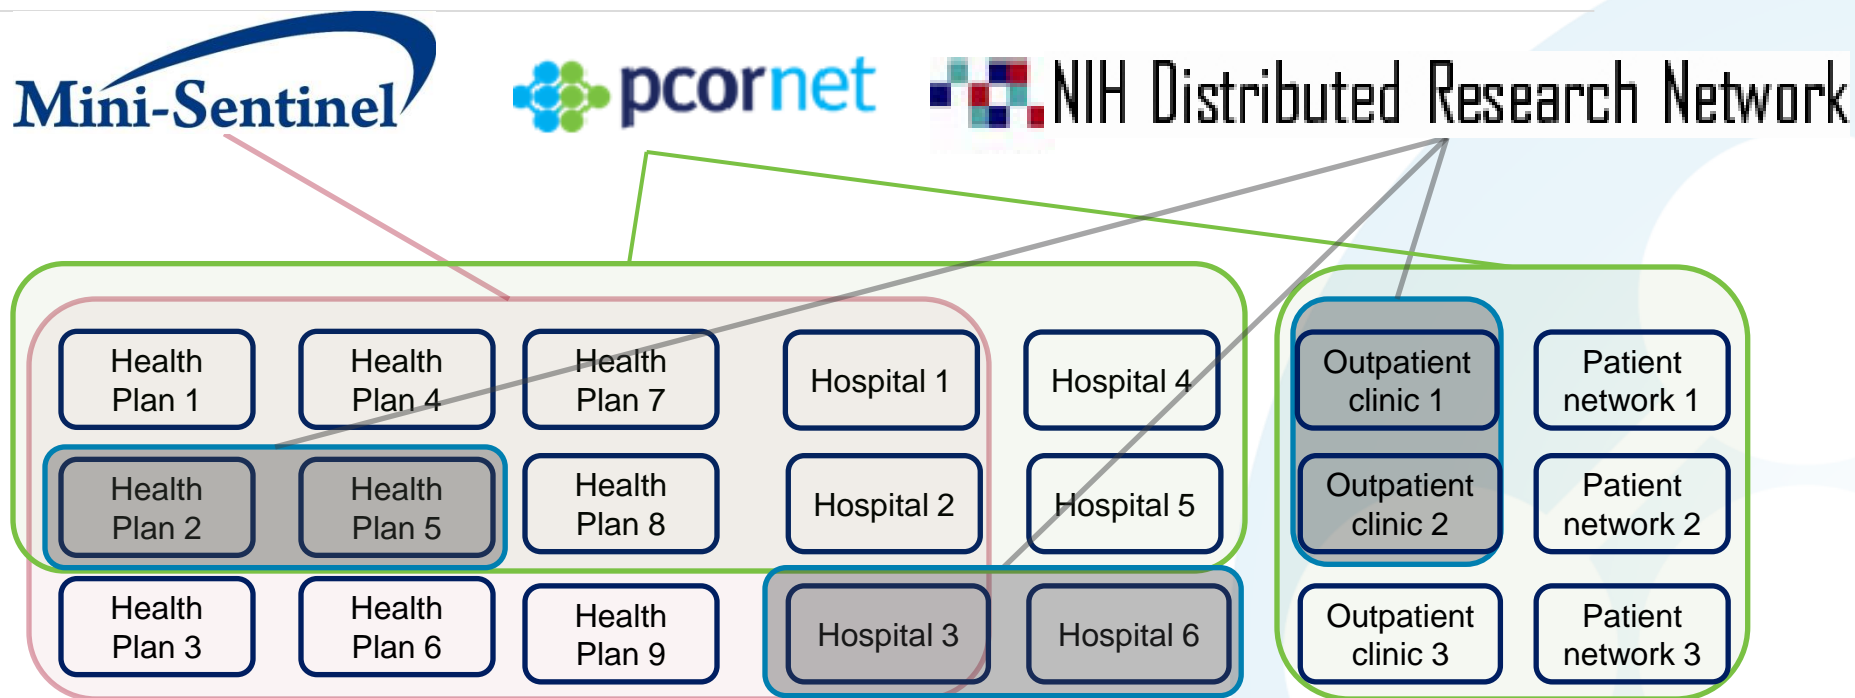 Mini-Sentinel
pcornet
NIH Distributed Research Network
Health
Plan 1
Health
Plan 4
Health
Plan 7
Hospital 1
Hospital 4
Outpatient
clinic 1
Patient
network 1
Health
Plan 2
Health
Plan 5
Health
Plan 8
Hospital 2
Hospital 5
Outpatient
clinic 2
Patient
network 2
Health
Plan 3
Health
Plan 6
Health
Plan 9
Hospital 3
Hospital 6
Outpatient
clinic 3
Patient
network 3